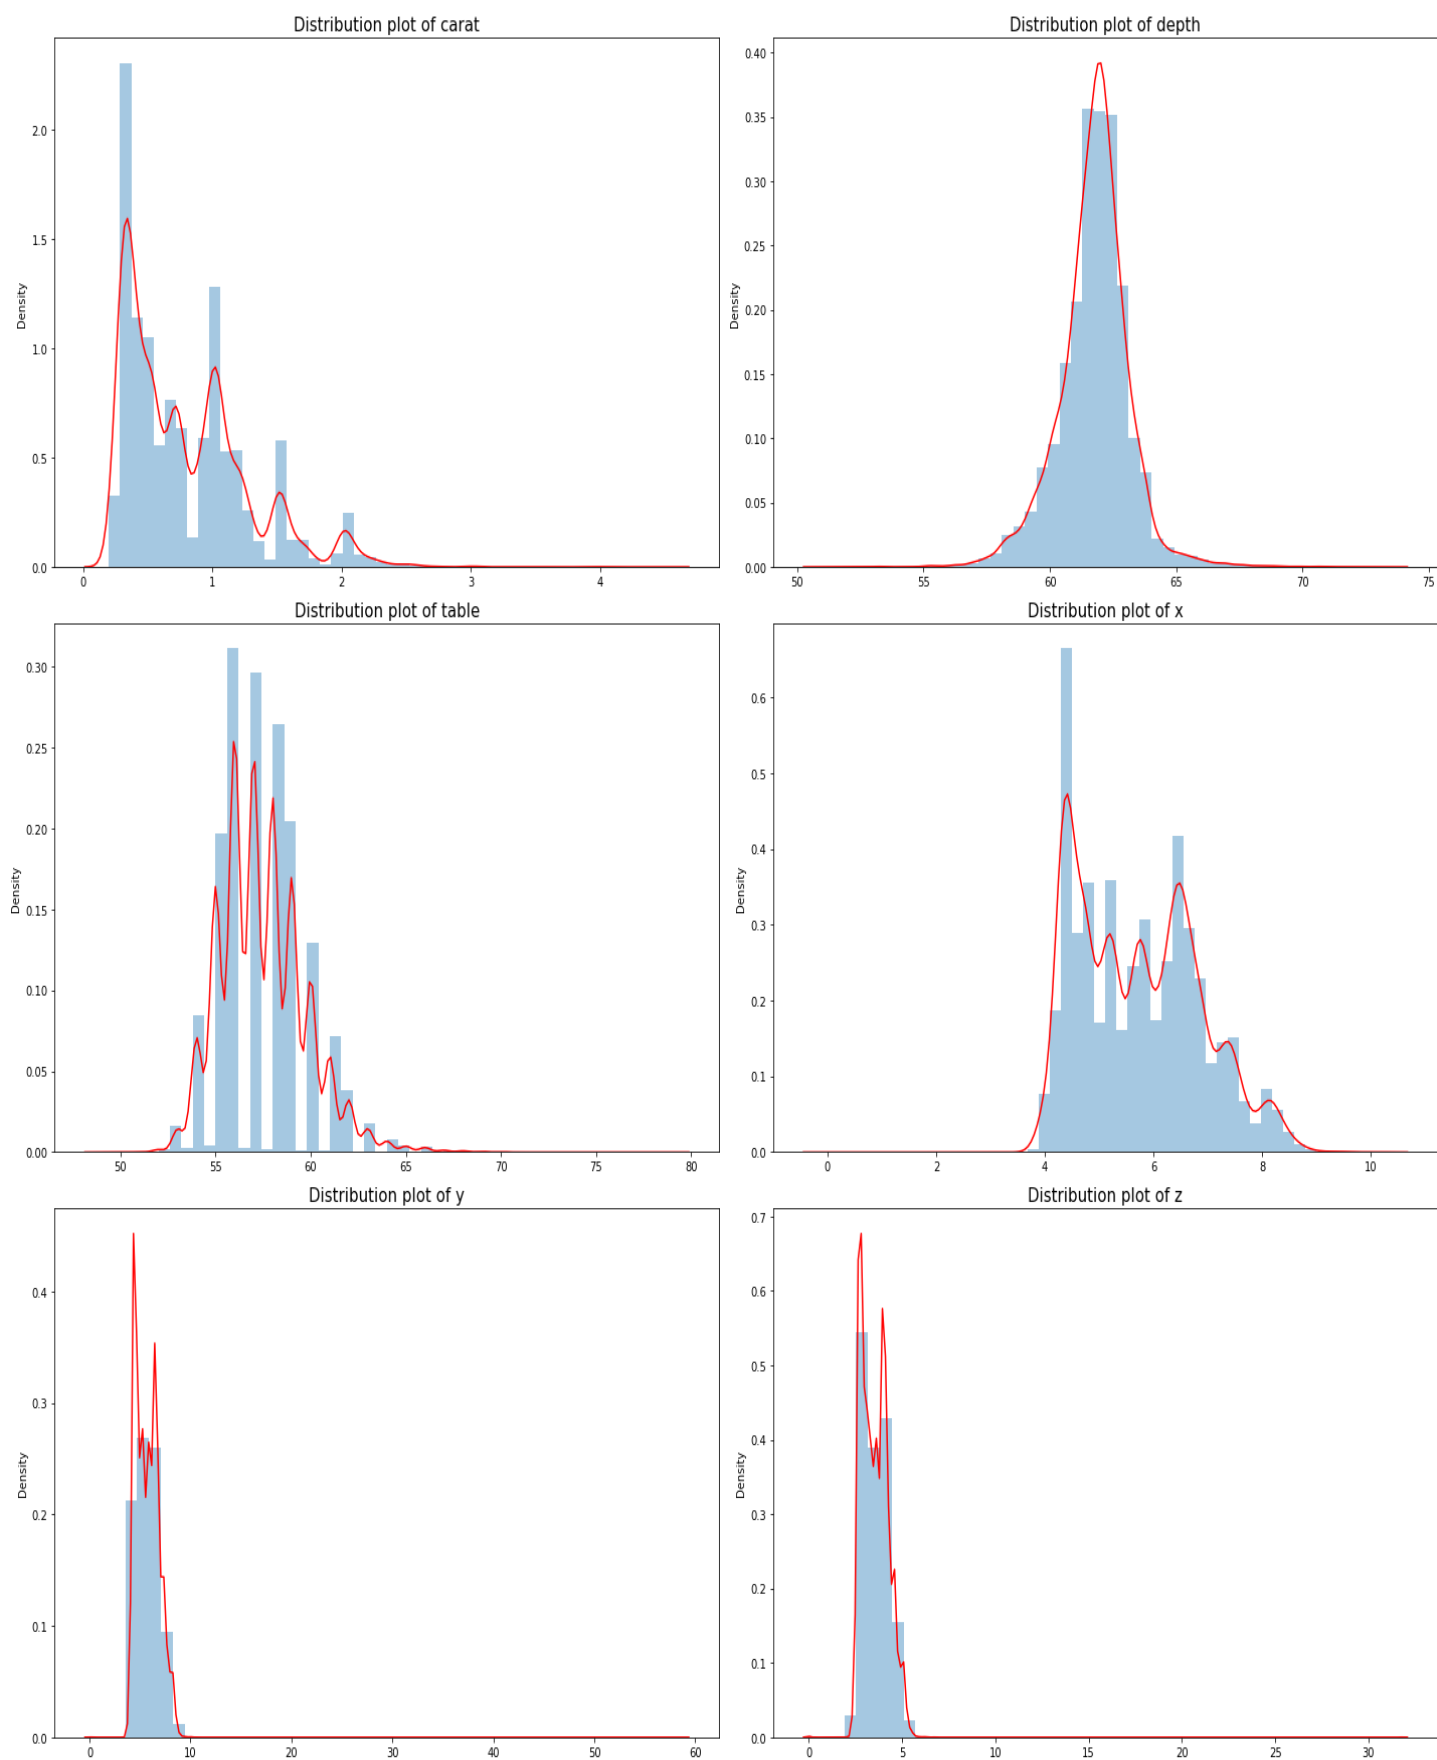 Distribution plot of carat
Density
2.0
1.5
1.0
0.5
0.0
0 1 2 3 4
Distribution plot of depth
Density
0.40
0.35
0.30
0.25
0.20
0.15
0.10
0.05
0.00
50 55 60 65 70 75
Distribution plot of table
Density
0.30
0.25
0.20
0.15
0.10
0.05
0.00
50 55 60 65 70 75 80
Distribution plot of x
Density
0.6
0.5
0.4
0.3
0.2
0.1
0.0
0 2 4 6 8 10
Distribution plot of y
Density
0.4
0.3
0.2
0.1
0.0
0 10 20 30 40 50 60
Distribution plot of z
Density
0.7
0.6
0.5
0.4
0.3
0.2
0.1
0.0
0 5 10 15 20 25 30